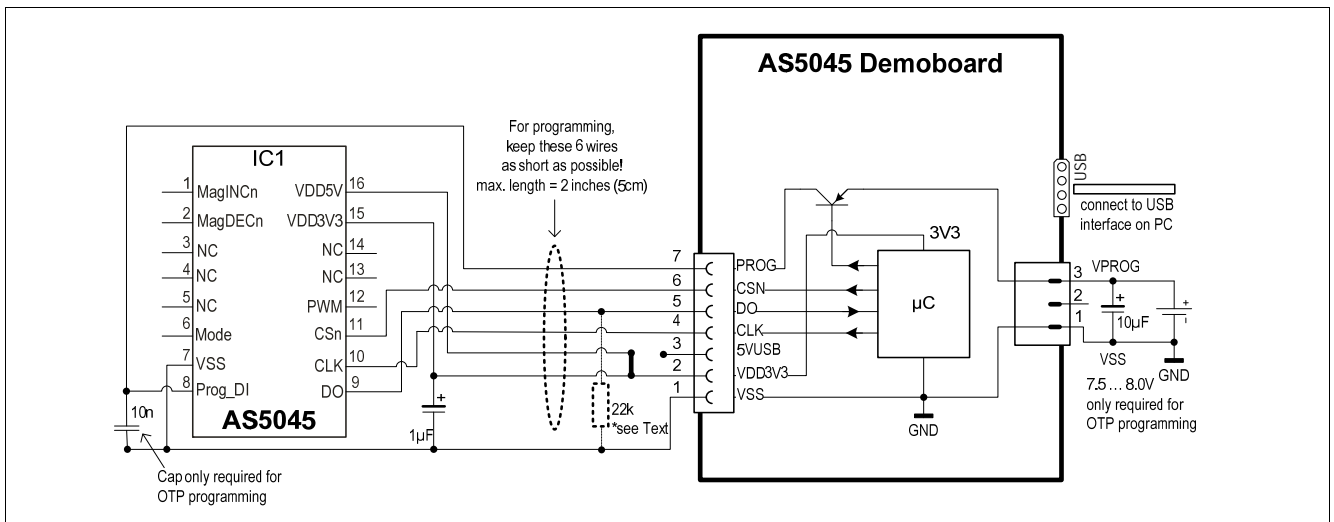 AS5045 Demoboard
For programming,
keep these 6 wires
as short as possible!
max. length = 2 inches (5cm)
IC1
1 MagINCn
2 MagDECn
3 NC
4 NC
5 NC
6 Mode
7 VSS
8 Prog_DI
VDD5V 16
VDD3V3 15
NC 14
NC 13
PWM 12
CSn 11
CLK 10
DO 9
AS5045
10n
Cap only required for
OTP programming
1µF
+
22k
*see Text
7 PROG
6 CSN
5 DO
4 CLK
3 5VUSB
2 VDD3V3
1 VSS
3V3
µC
GND
USB
connect to USB
interface on PC
3 VPROG
2
1
+
10µF
+
-
VSS
GND
7.5 ... 8.0V
only required for
OTP programming